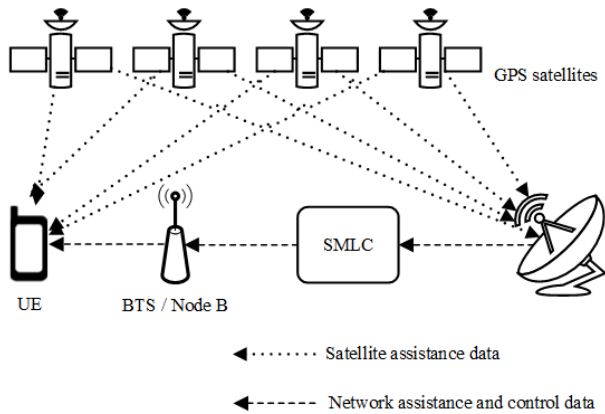 GPS satellites
SMLC
UE
BTS / Node B
Satellite assistance data
Network assistance and control data